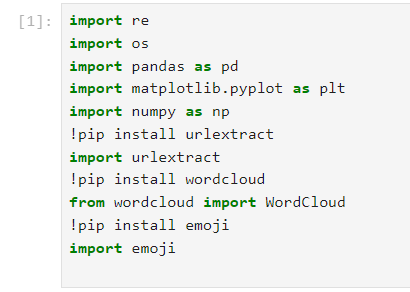 [1]:
import re
import os
import pandas as pd
import matplotlib.pyplot as plt
import numpy as np
!pip install urlextract
import urlextract
!pip install wordcloud
from wordcloud import WordCloud
!pip install emoji
import emoji